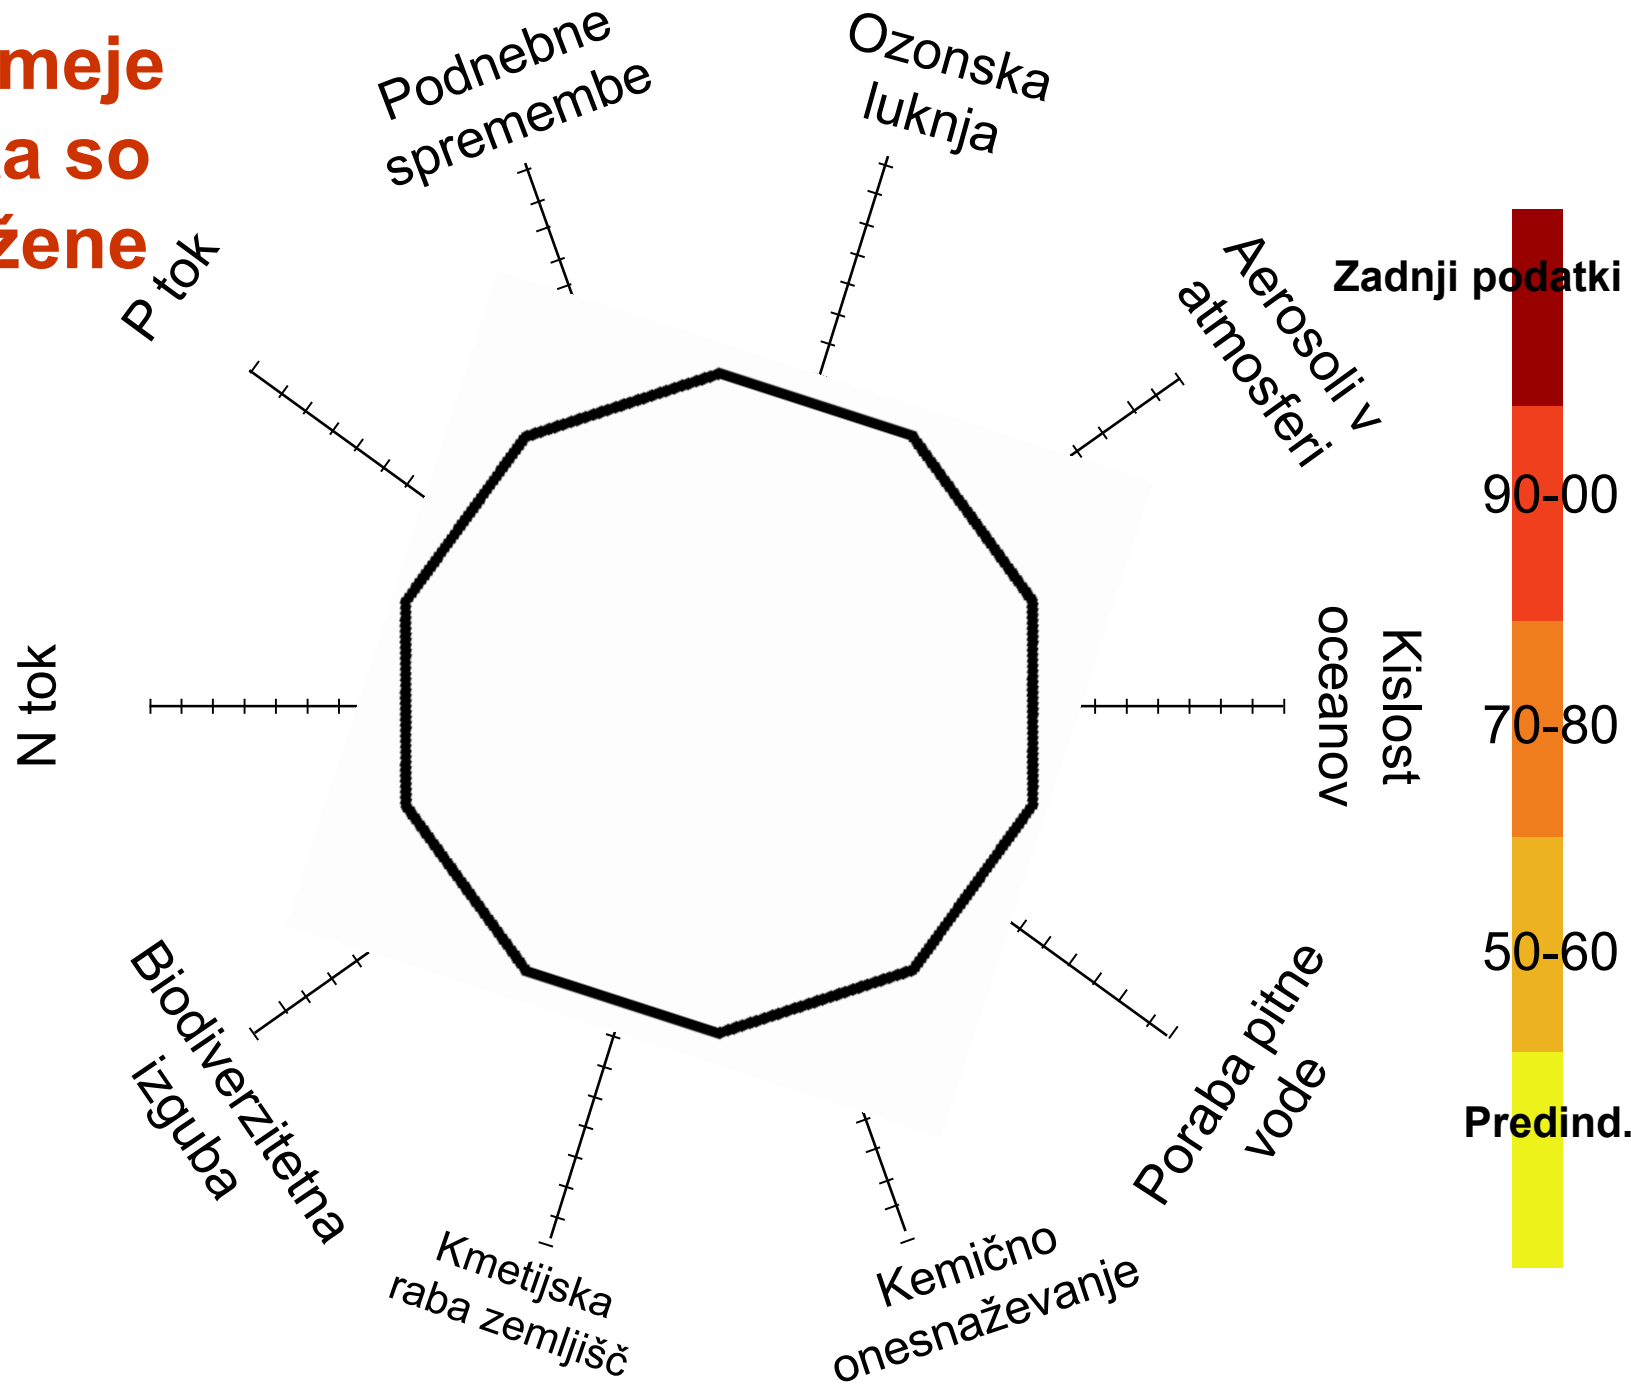 meje
so
Podnebne
spremembe
Ozonska
luknja
Aerosoli v
atmosferi
Kislost
oceanov
Poraba pitne
vode
Kemično
onesnaževanje
Kmetijska
raba zemljišč
Biodiverzitetna
izguba
N tok
P tok
Zadnji podatki
90-00
70-80
50-60
Predind.